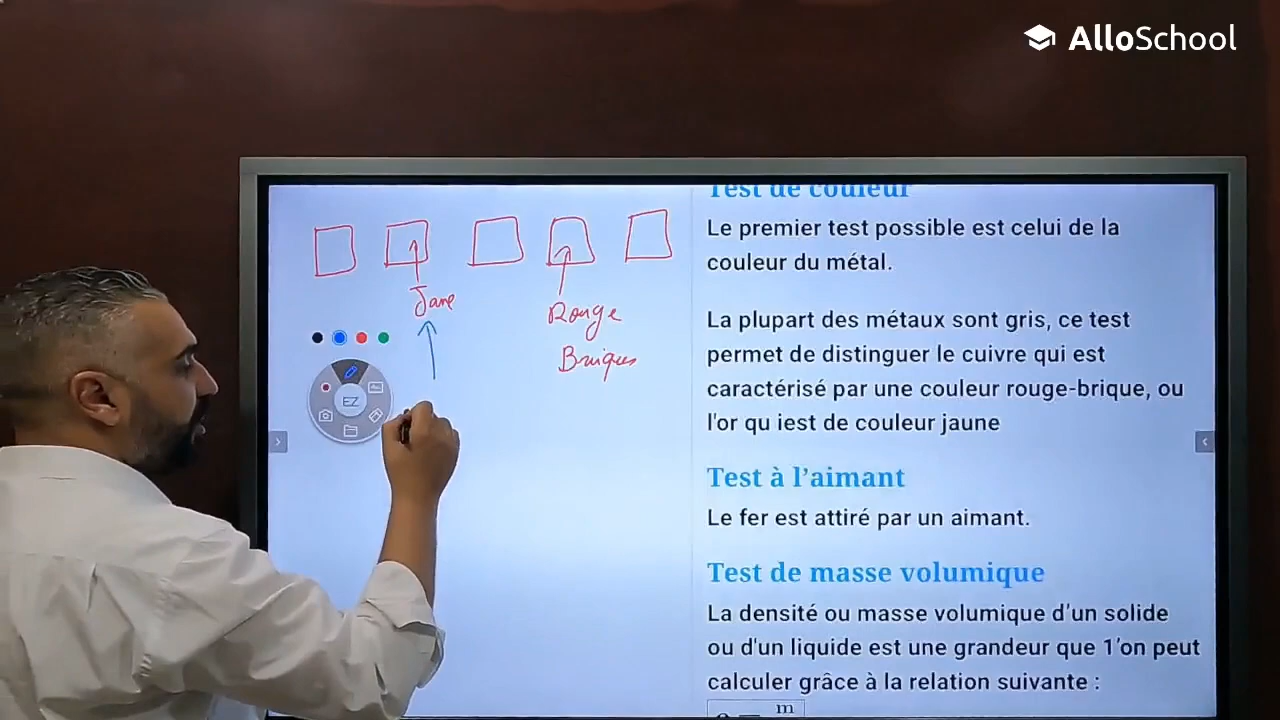 AlloSchool
Jane
Rouge
Briques
EZ
Test de couleur
Le premier test possible est celui de la
couleur du métal.
La plupart des métaux sont gris, ce test
permet de distinguer le cuivre qui est
caractérisé par une couleur rouge-brique, ou
l'or qu iest de couleur jaune
Test à l’aimant
Le fer est attiré par un aimant.
Test de masse volumique
La densité ou masse volumique d'un solide
ou d'un liquide est une grandeur que 1’on peut
calculer grâce à la relation suivante :
m